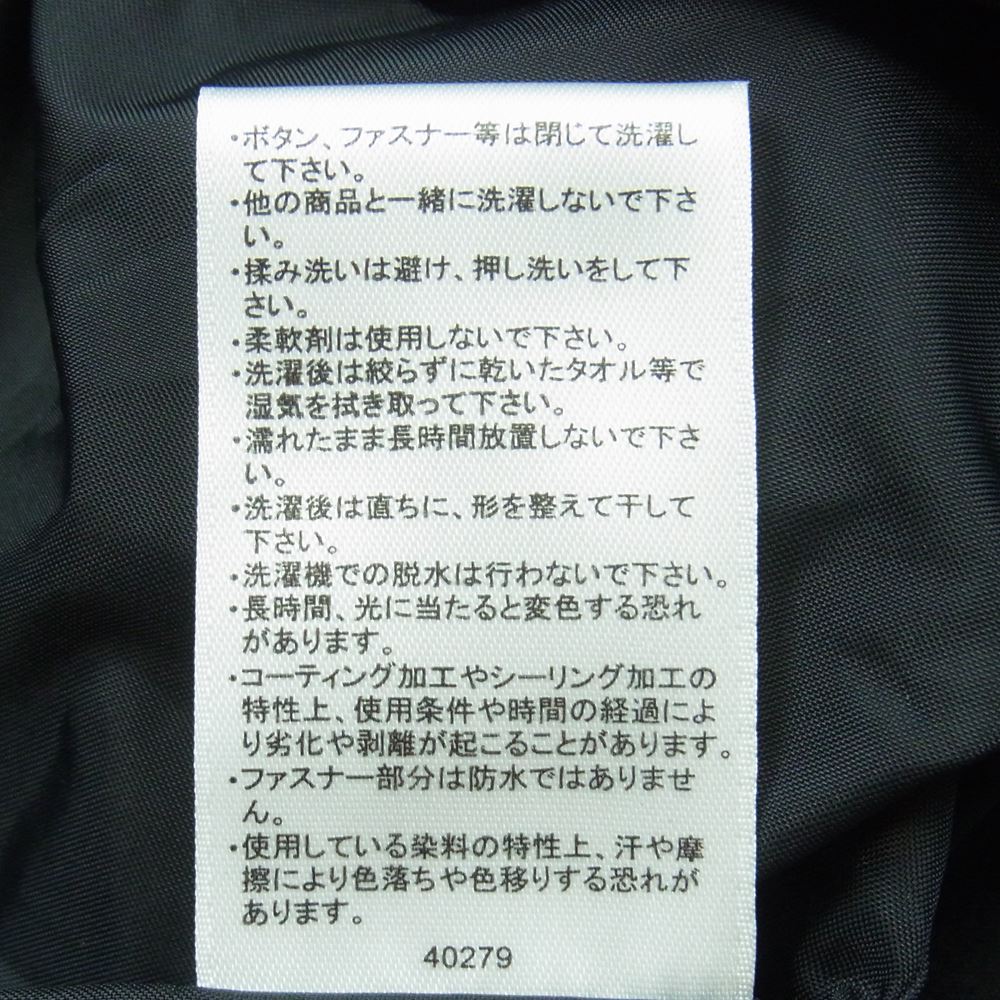 ・ボタン、ファスナー等は閉じて洗濯し
て下さい。
・他の商品と一緒に洗濯しないで下さ
い。
・揉み洗いは避け、押し洗いをして下
さい。
・柔軟剤は使用しないで下さい。
・洗濯後は絞らずに乾いたタオル等で
湿気を拭き取って下さい。
・濡れたまま長時間放置しないで下さ
い。
・洗濯後は直ちに、形を整えて干して
下さい。
・洗濯機での脱水は行わないで下さい。
・長時間、光に当たると変色する恐れ
があります。
・コーティング加工やシーリング加工の
特性上、使用条件や時間の経過によ
り劣化や剥離が起こることがあります。
・ファスナー部分は防水ではありませ
ん。
・使用している染料の特性上、汗や摩
擦により色落ちや色移りする恐れが
あります。
40279